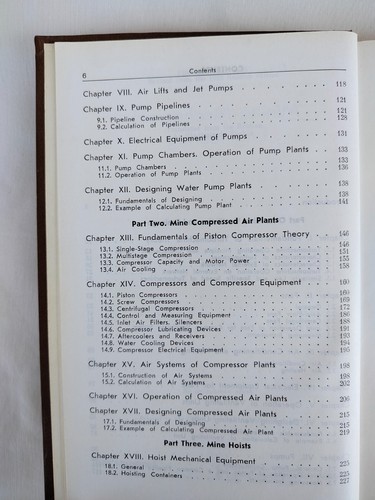 6 Contents
Chapter VIII. Air Lifts and Jet Pumps . . . . . . . . . . 118
Chapter IX. Pump Pipelines . . . . . . . . . . 121
9.1. Pipeline Construction . . . . . . . . . . 121
9.2. Calculation of Pipelines . . . . . . . . . . 128
Chapter X. Electrical Equipment of Pumps . . . . . . . . . . 131
Chapter XI. Pump Chambers. Operation of Pump Plants . . . . 133
11.1. Pump Chambers . . . . . . . . . . 133
11.2. Operation of Pump Plants . . . . . . . . . . 136
Chapter XII. Designing Water Pump Plants . . . . . . . . . . 138
12.1. Fundamentals of Design . . . . . . . . . . 138
12.2. Example of Calculating Pump Plant . . . . . . . . . . 141
Part Two. Mine Compressed Air Plants
Chapter XIII. Fundamentals of Piston Compressor Theory . . . . 146
13.1. Single-Stage Compression . . . . . . . . . . 146
13.2. Multistage Compression . . . . . . . . . . 151
13.3. Compressor Capacity and Motor Power . . . . . . . . . . 155
13.4. Air Cooling . . . . . . . . . . 158
Chapter XIV. Compressors and Compressor Equipment . . . . . 160
14.1. Piston Compressors . . . . . . . . . . 160
14.2. Screw Compressors . . . . . . . . . . 169
14.3. Centrifugal Compressors . . . . . . . . . . 172
14.4. Control and Measuring Equipment . . . . . . . . . . 186
14.5. Inlet Air Filters. Silencers . . . . . . . . . . 188
14.6. Compressor Lubricating Devices . . . . . . . . . . 191
14.7. Aftercoolers and Receivers . . . . . . . . . . 193
14.8. Water Cooling Devices . . . . . . . . . . 194
14.9. Compressor Electrical Equipment . . . . . . . . . . 195
Chapter XV. Air Systems of Compressor Plants . . . . . . . 198
15.1. Construction of Air Systems . . . . . . . . . . 198
15.2. Calculation of Air Systems . . . . . . . . . . 202
Chapter XVI. Operation of Compressed Air Plants . . . . . . 206
Chapter XVII. Designing Compressed Air Plants . . . . . . . 215
17.1. Fundamentals of Designing . . . . . . . . . . 215
17.2. Example of Calculating Compressed Air Plant . . . . . . 219
Part Three. Mine Hoists
Chapter XVIII. Hoist Mechanical Equipment . . . . . . . . 225
18.1. General . . . . . . . . . . 225
18.2. Hoisting Containers . . . . . . . . . . 227